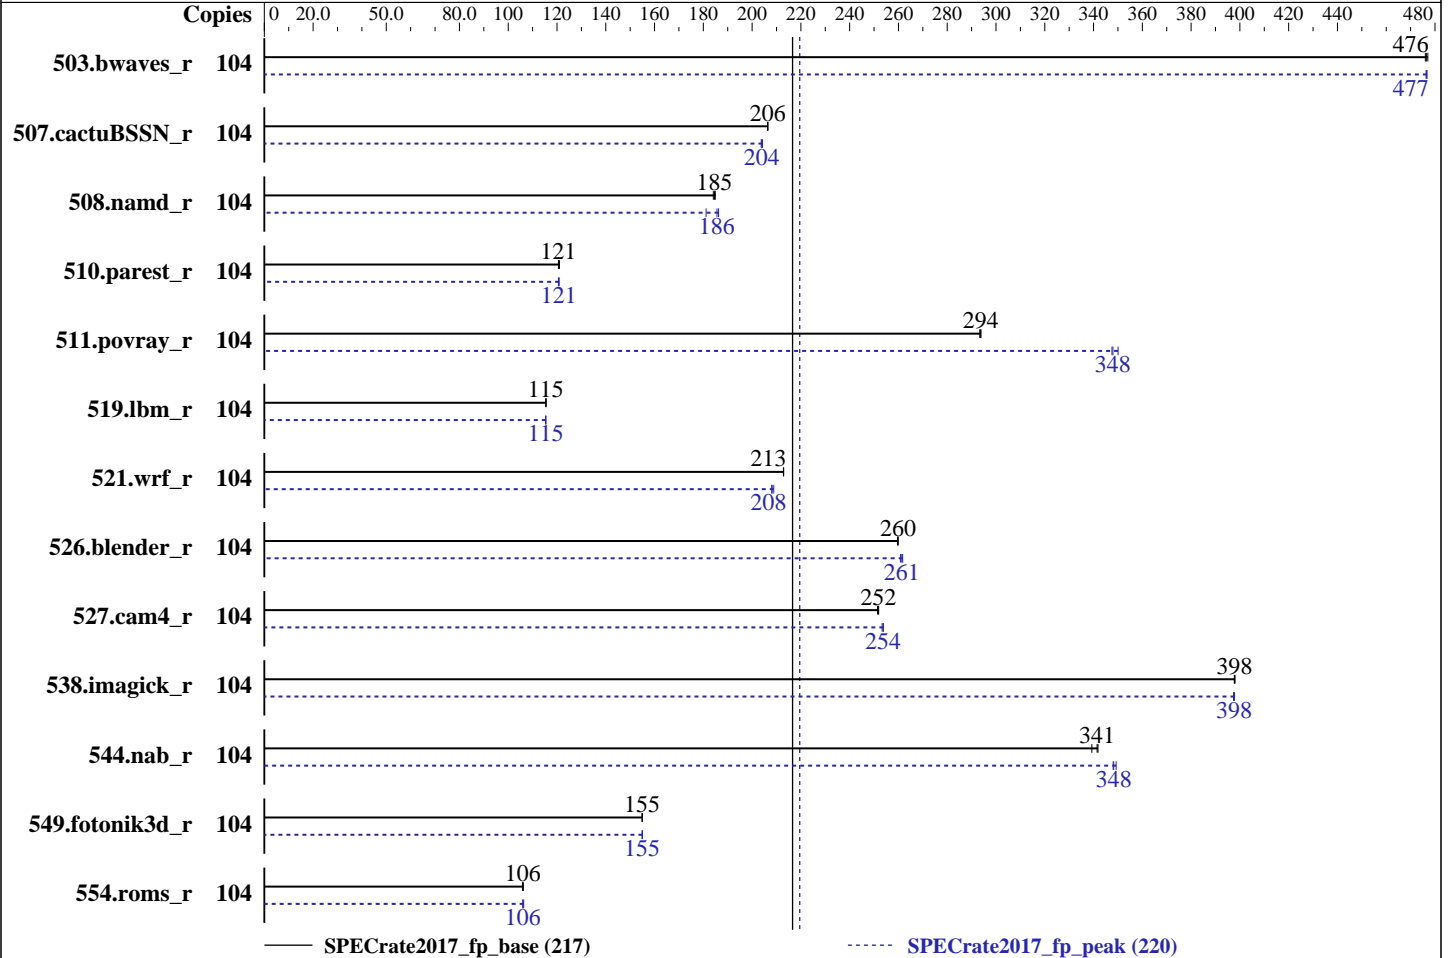 Copies 0 20.0 50.0 80.0 100 120 140 160 180 200 220 240 260 280 300 320 340 360 380 400 420 440 480
476
503.bwaves_r 104
477
206
507.cactuBSSN_r 104
204
185
508.namd_r 104
186
121
510.parest_r 104
121
294
511.povray_r 104
348
115
519.lbm_r 104
115
213
521.wrf_r 104
208
260
526.blender_r 104
261
252
527.cam4_r 104
254
398
538.imagick_r 104
398
341
544.nab_r 104
348
155
549.fotonik3d_r 104
155
106
554.roms_r 104
106
SPECrate2017_fp_base (217) SPECrate2017_fp_peak (220)